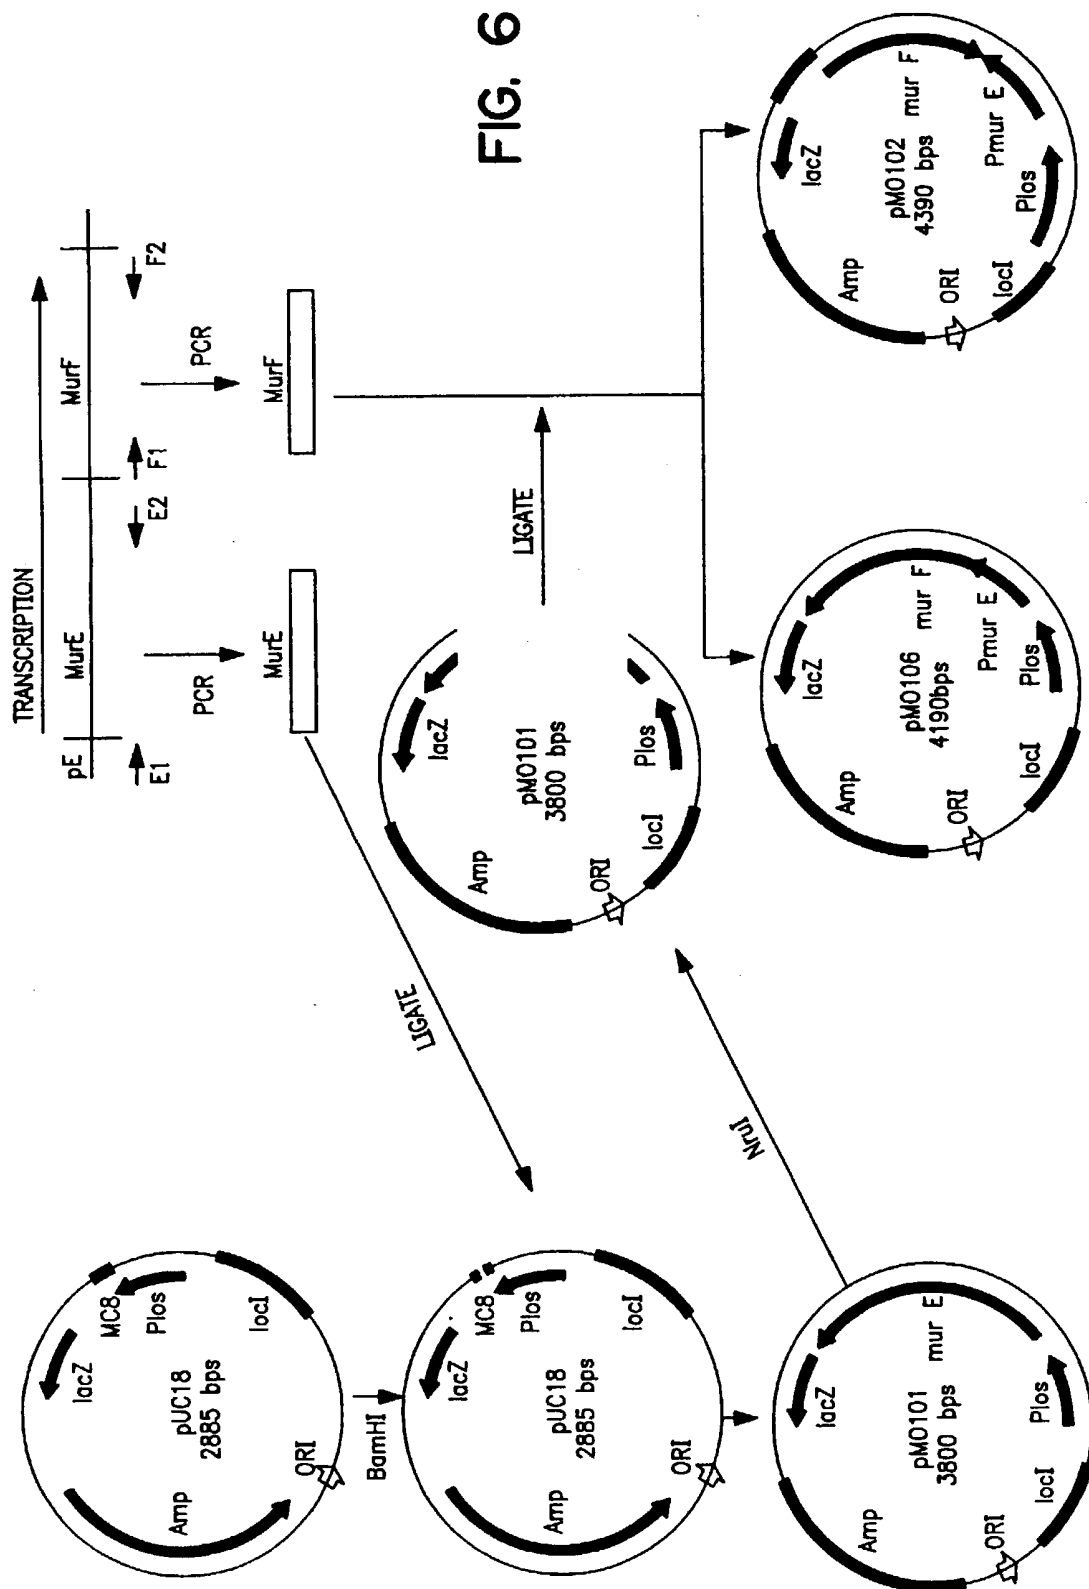 FIG. 6
TRANSCRIPTION
pE
MurE
MurF
E1
E2
F1
F2
PCR
PCR
MurE
MurF
LIGATE
LIGATE
MC8
lacZ
Plos
pUC18
2885 bps
locI
Amp
ORI
BamHI
MC8
lacZ
Plos
pUC18
2885 bps
locI
Amp
ORI
lacZ
mur E
pMO101
3800 bps
Plos
Amp
ORI
locI
NruI
lacZ
pMO101
3800 bps
Plos
Amp
ORI
locI
lacZ
mur F
Pmur E
pMO106
4190bps
Plos
Amp
ORI
locI
lacZ
mur F
Pmur E
pMO102
4390 bps
Plos
Amp
ORI
locI